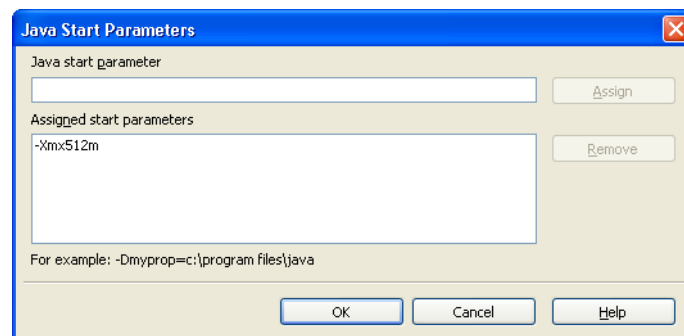 Java Start Parameters
Java start parameter
Assign
Assigned start parameters
-Xmx512m
Remove
For example: -Dmyprop=c:\program files\java
OK Cancel Help